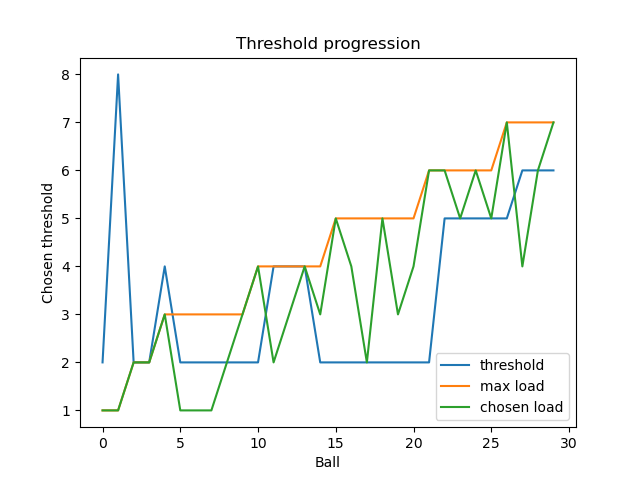 Threshold progression
8
7
6
5
4
3
2
1
Chosen threshold
0
5
10
15
20
25
30
Ball
threshold
max load
chosen load